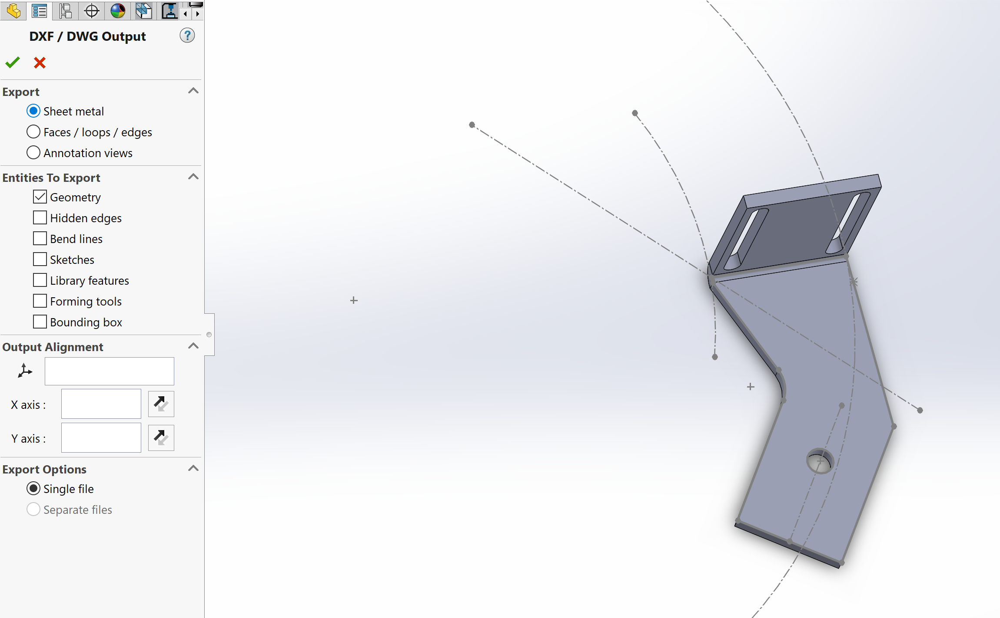 DXF / DWG Output
?
Export
Sheet metal
Faces / loops / edges
Annotation views
Entities To Export
Geometry
Hidden edges
Bend lines
Sketches
Library features
Forming tools
Bounding box
Output Alignment
X axis :
Y axis :
Export Options
Single file
Separate files